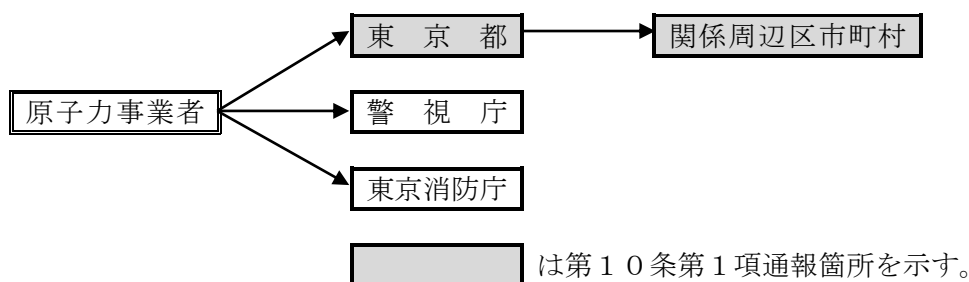 東　京　都
関係周辺区市町村
原子力事業者
警　視　庁
東京消防庁
は第１０条第１項通報箇所を示す。